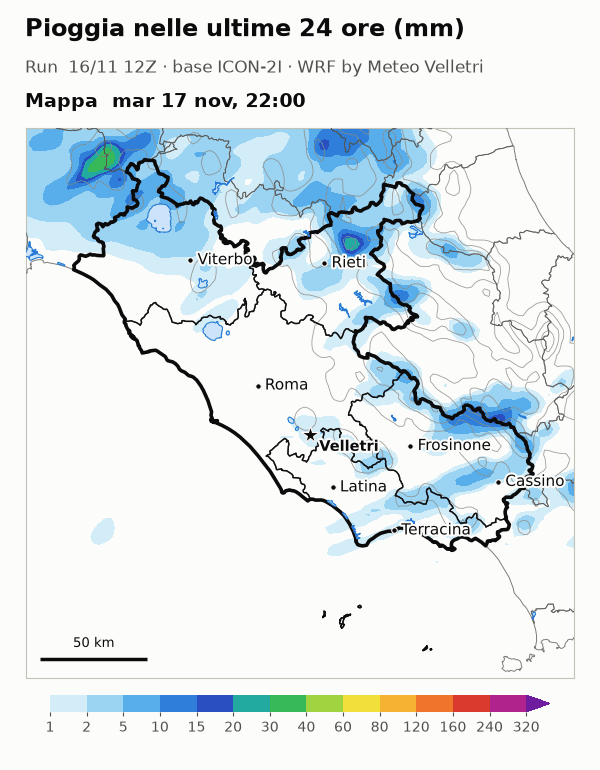 Pioggia nelle ultime 24 ore (mm)
Run  16/11 12Z · base ICON-2I · WRF by Meteo Velletri
Mappa  mar 17 nov, 22:00
Viterbo
Rieti
Roma
Velletri
Frosinone
Latina
Cassino
Terracina
50 km
1 2 5 10 15 20 30 40 60 80 120 160 240 320